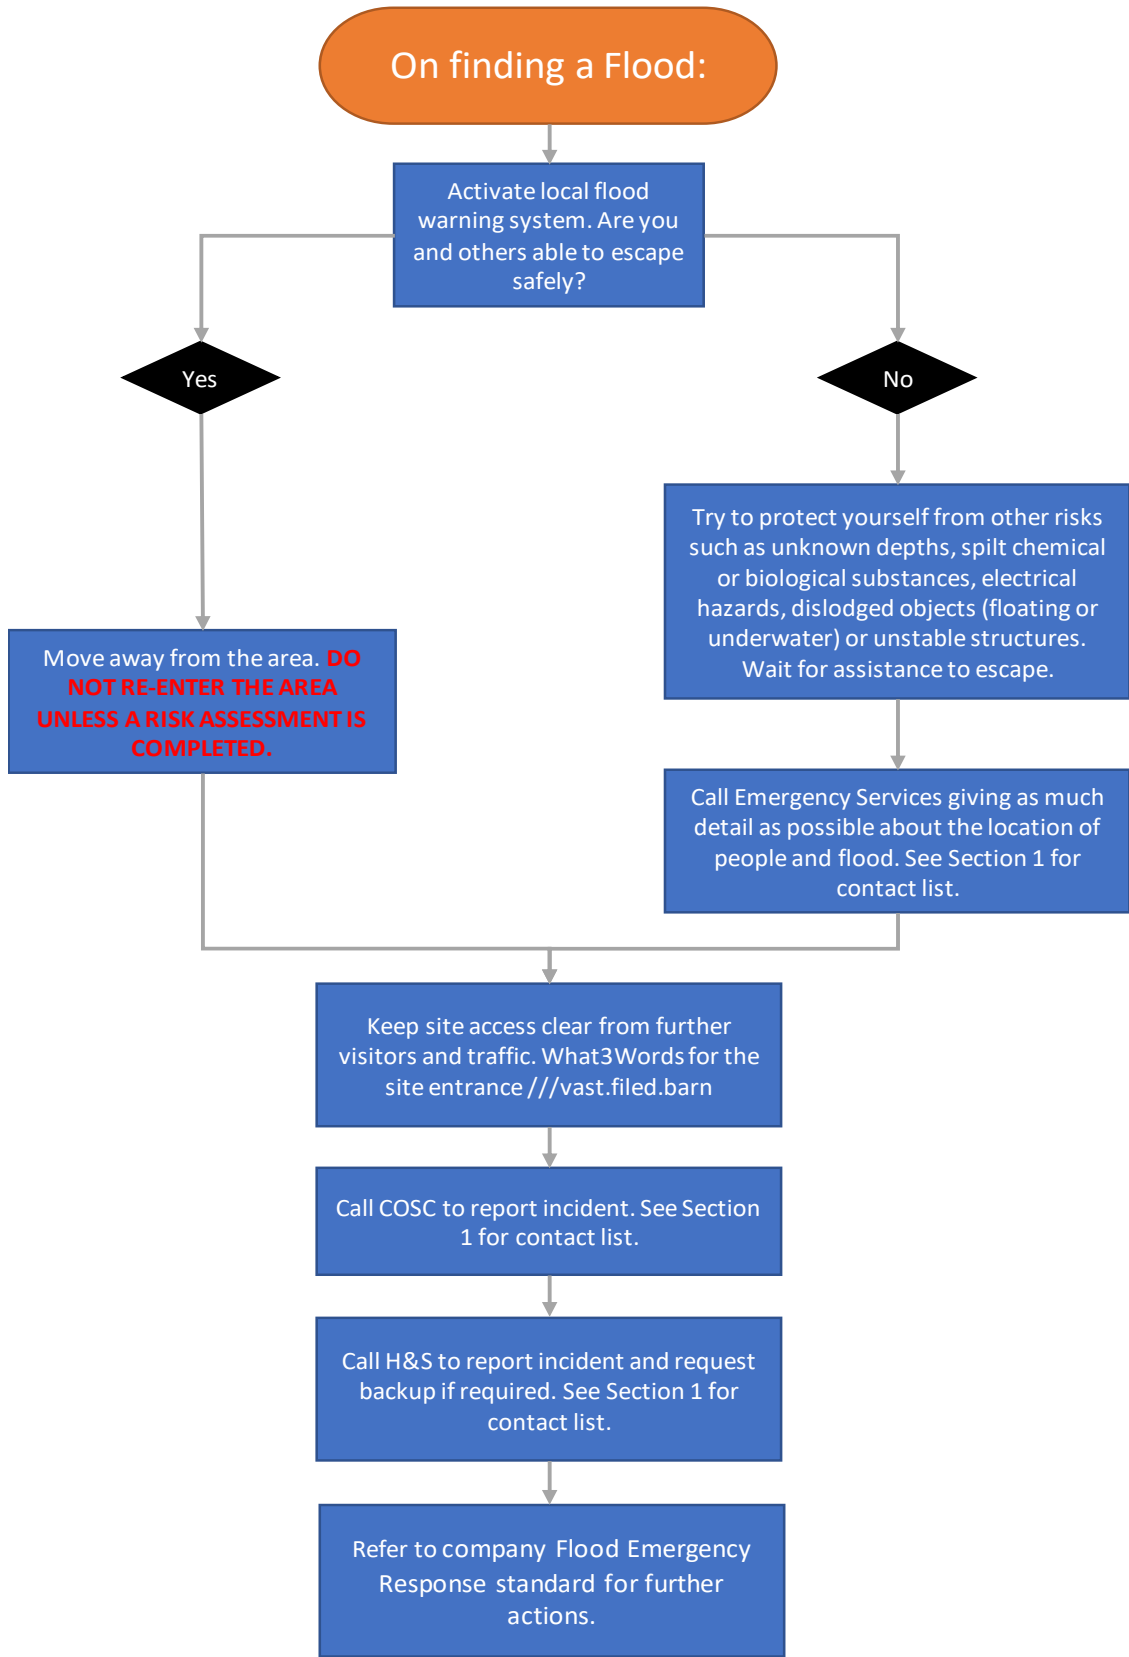 On finding a Flood:
Activate local flood
warning system. Are you
and others able to escape
safely?
Yes
No
Try to protect yourself from other risks
such as unknown depths, spilt chemical
or biological substances, electrical
hazards, dislodged objects (floating or
underwater) or unstable structures.
Wait for assistance to escape.
Move away from the area. DO
NOT RE-ENTER THE AREA
UNLESS A RISK ASSESSMENT IS
COMPLETED.
Call Emergency Services giving as much
detail as possible about the location of
people and flood. See Section 1 for
contact list.
Keep site access clear from further
visitors and traffic. What3Words for the
site entrance ///vast.filed.barn
Call COSC to report incident. See Section
1 for contact list.
Call H&S to report incident and request
backup if required. See Section 1 for
contact list.
Refer to company Flood Emergency
Response standard for further
actions.